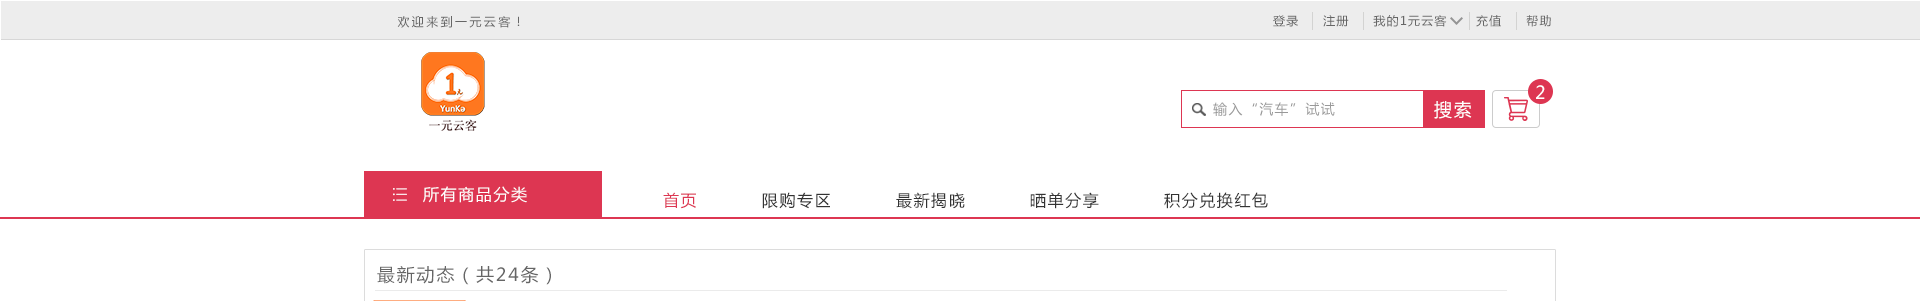 欢迎来到一元云客！
登录 注册 我的1元云客 充值 帮助
1元
YunKe
一元云客
输入“汽车”试试 搜索 2
所有商品分类 首页 限购专区 最新揭晓 晒单分享 积分兑换红包
最新动态（共24条）